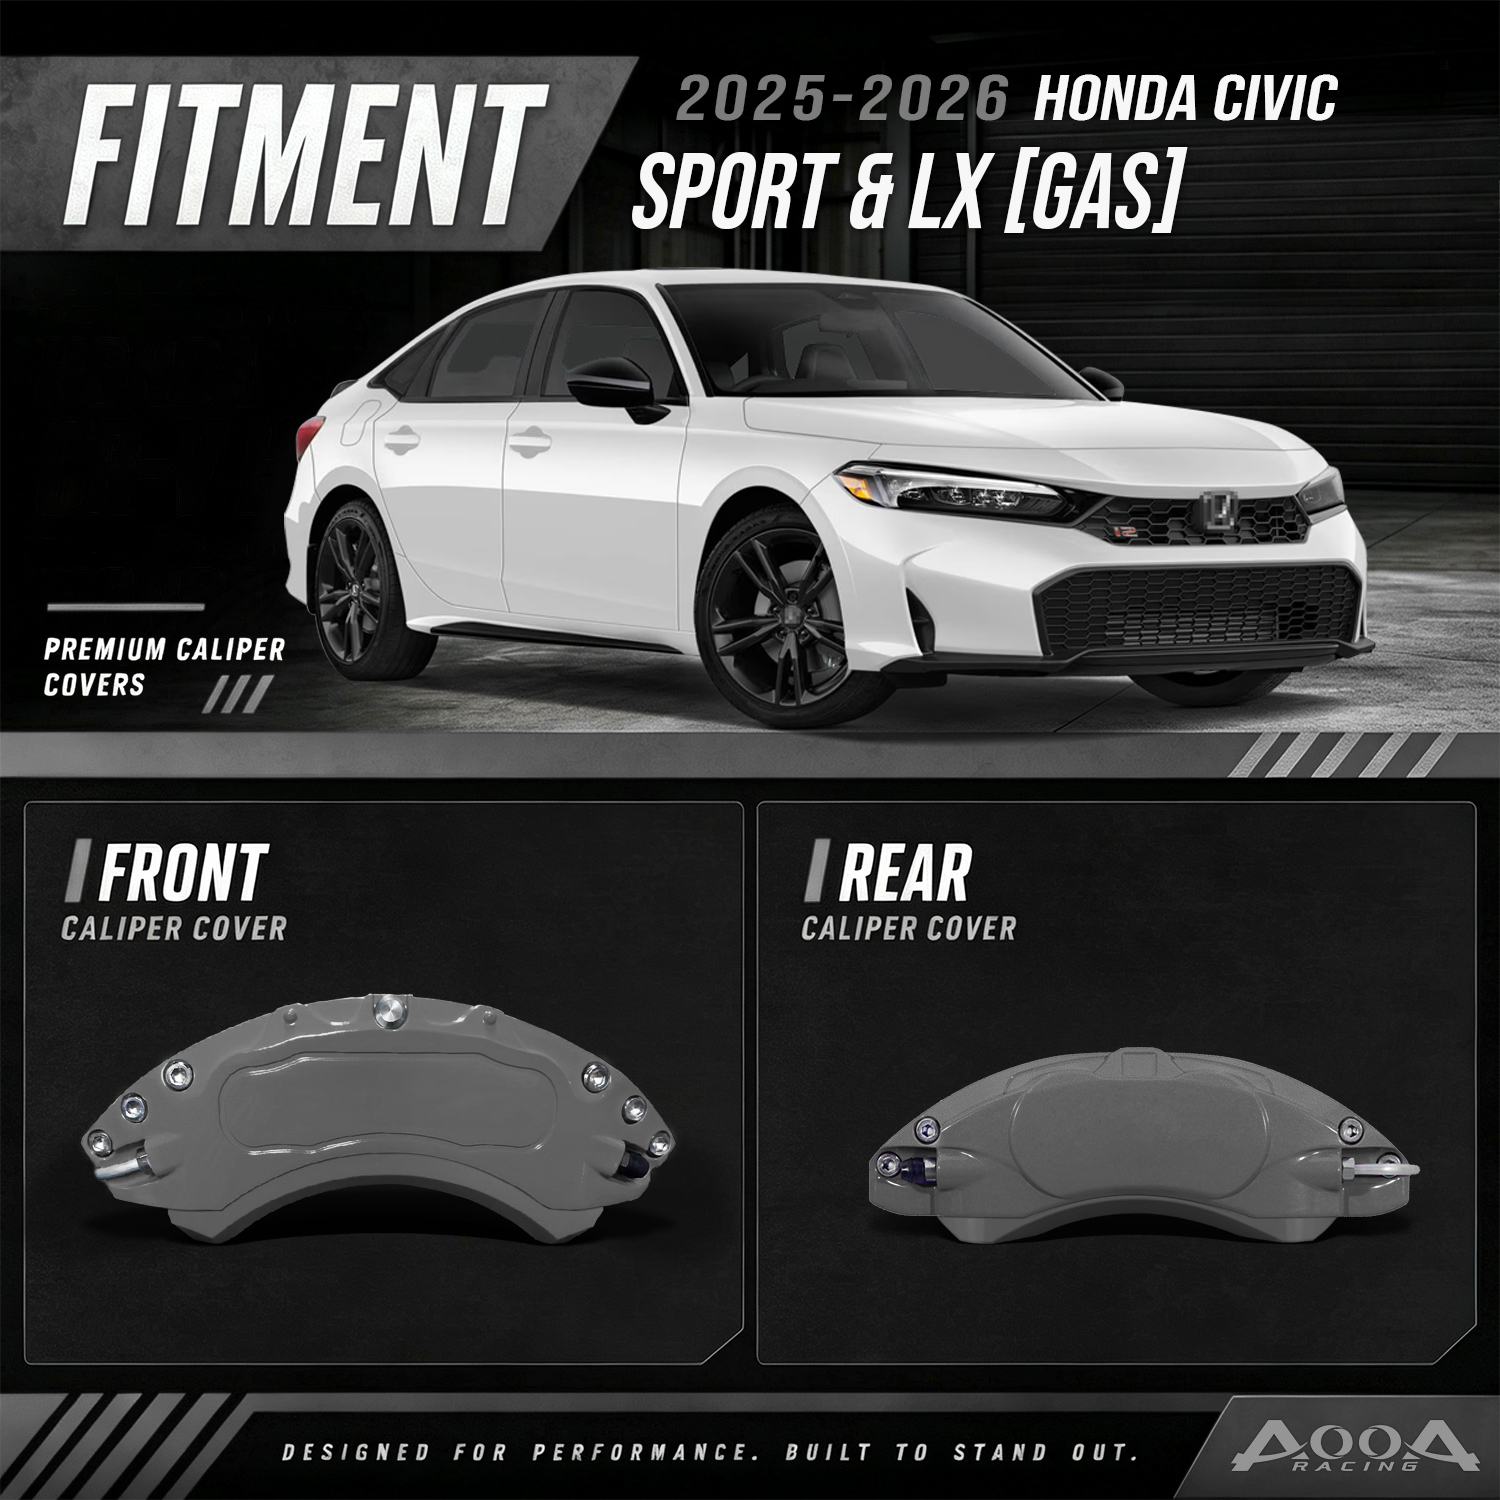 FITMENT
2025-2026 HONDA CIVIC
SPORT & LX [GAS]
PREMIUM CALIPER
COVERS
FRONT
CALIPER COVER
REAR
CALIPER COVER
DESIGNED FOR PERFORMANCE. BUILT TO STAND OUT.
AOOA
RACING